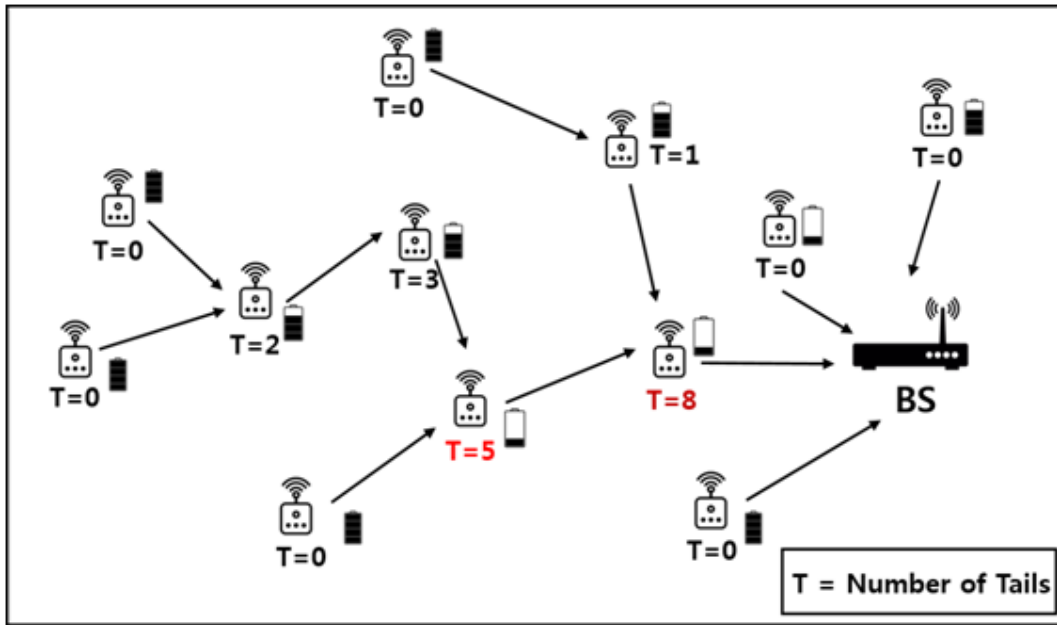 T=0
T=1
T=0
T=0
T=3
T=0
T=2
T=0
T=8
BS
T=5
T=0
T=0
T = Number of Tails